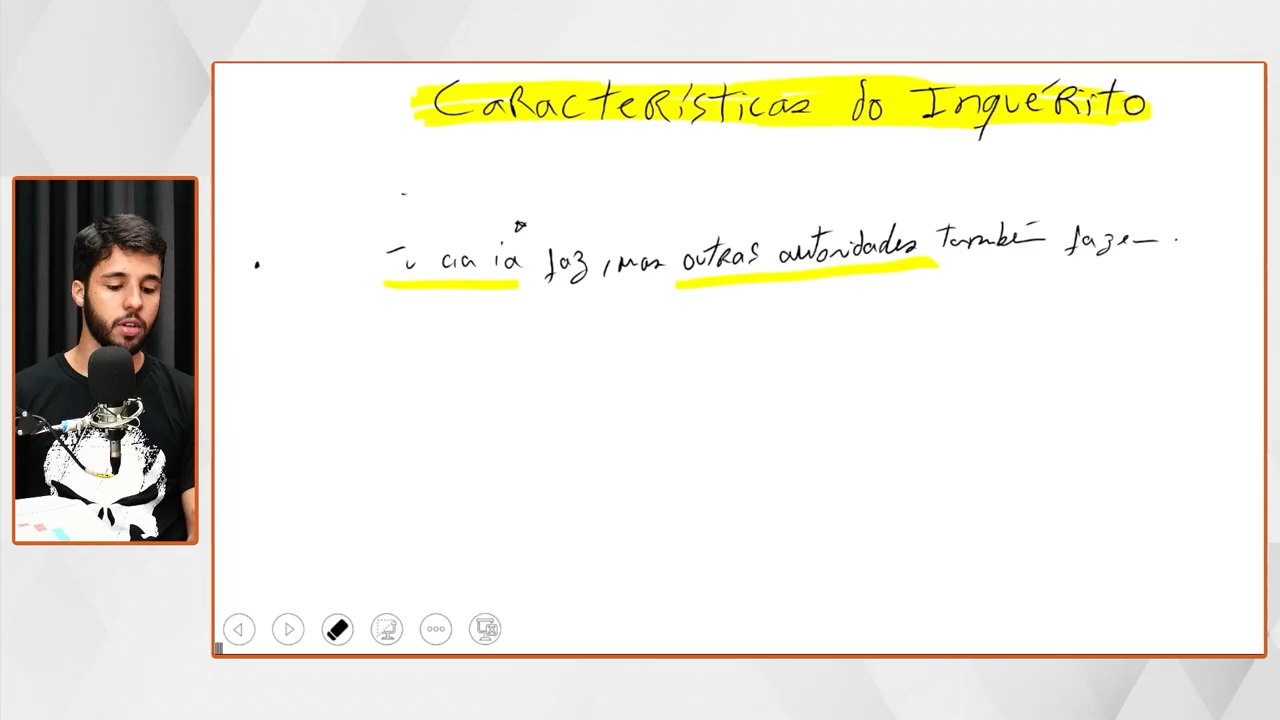 Características do Inquérito
faz, mas outras autoridades também fazem.